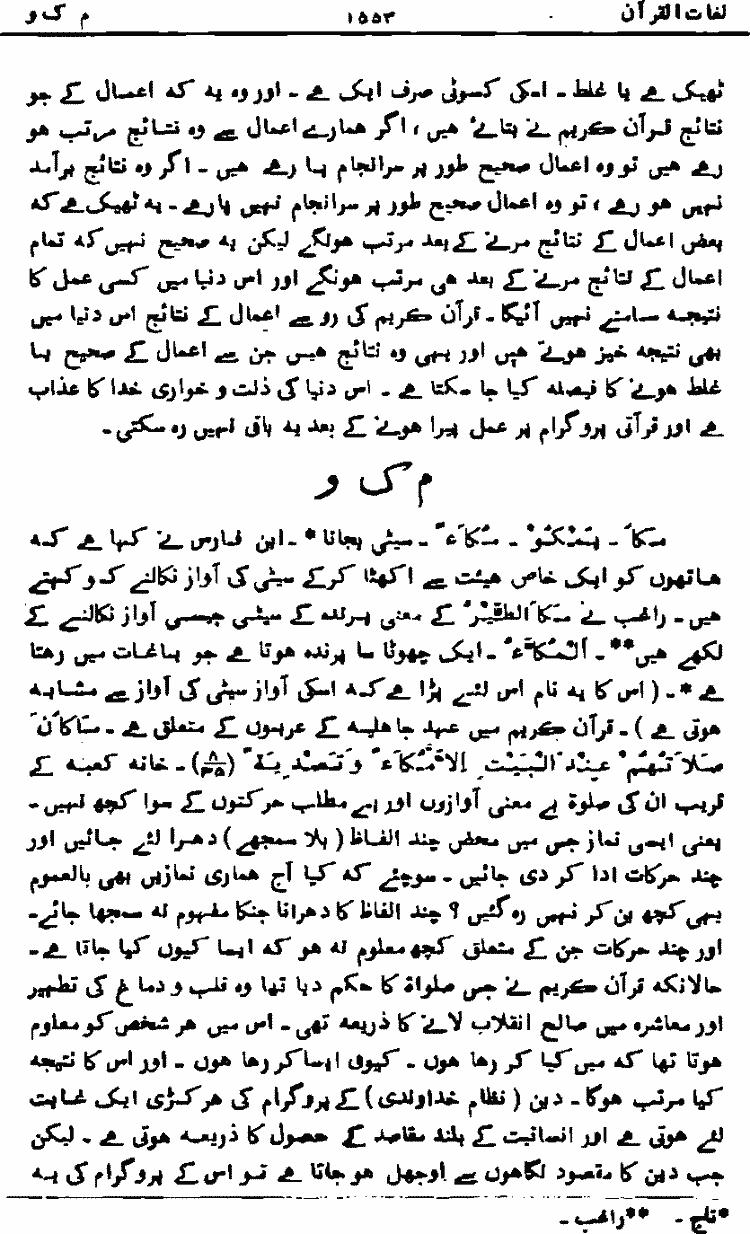 لغات القرآن ۱۵۵۳ م ک و
ٹھیک ہے یا غلط ۔ اسکی کسوٹی صرف ایک ہے ۔ اور وہ یہ کہ اعمال کے جو
نتائج قرآن کریم نے بتائے ہیں ، اگر ہمارے اعمال سے وہ نتائج مرتب ہو
رہے ہیں تو وہ اعمال صحیح طور پر سرانجام پا رہے ہیں ۔ اگر وہ نتائج برآمد
نہیں ہو رہے ، تو وہ اعمال صحیح طور پر سرانجام نہیں پا رہے ۔ یہ ٹھیک ہے کہ
بعض اعمال کے نتائج مرنے کے بعد مرتب ہونگے لیکن یہ صحیح نہیں کہ تمام
اعمال کے نتائج مرنے کے بعد ہی مرتب ہونگے اور اس دنیا میں کسی عمل کا
نتیجہ سامنے نہیں آئیگا ۔ قرآن کریم کی رو سے اعمال کے نتائج اس دنیا میں
بھی نتیجہ خیز ہوتے ہیں اور یہی وہ نتائج ہیں جن سے اعمال کے صحیح یا
غلط ہونے کا فیصلہ کیا جا سکتا ہے ۔ اس دنیا کی ذلت و خواری خدا کا عذاب
ہے اور قرآنی پروگرام پر عمل پیرا ہونے کے بعد یہ باقی نہیں رہ سکتی ۔
م ک و
مَکَا ۔ یَمْکُوْ ۔ مُکَاءً ۔ سیٹی بجانا * ۔ ابن فارس نے کہا ہے کہ
ہاتھوں کو ایک خاص ہیئت سے اکھٹا کرکے سیٹی کی آواز نکالنے کو کہتے
ہیں ۔ راغب نے مَکَا الطَّیْرُ کے معنی پرندہ کے سیٹی جیسی آواز نکالنے کے
لکھے ہیں ** ۔ اَلْمُکَّاءُ ۔ ایک چھوٹا سا پرندہ ہوتا ہے جو باغات میں رہتا
ہے * ۔ ( اس کا یہ نام اس لئے پڑا ہے کہ اسکی آواز سیٹی کی آواز سے مشابہ
ہوتی ہے ) ۔ قرآن کریم میں عہد جاہلیہ کے عربوں کے متعلق ہے ۔ مَاکَانَ
صَلَاتُهُمْ عِنْدَ الْبَیْتِ اِلَّا مُکَاءً وَّتَصْدِیَةً (۸/۳۵) ۔ خانہ کعبہ کے
قریب ان کی صلوٰة بے معنی آوازوں اور بے مطلب حرکتوں کے سوا کچھ نہیں ۔
یعنی ایسی نماز جس میں محض چند الفاظ ( بلا سمجھے ) دھرا لئے جائیں اور
چند حرکات ادا کر دی جائیں ۔ سوچئے کہ کیا آج ہماری نمازیں بھی بالعموم
یہی کچھ بن کر نہیں رہ گئیں ؟ چند الفاظ کا دھرانا جنکا مفہوم نہ سمجھا جائے ۔
اور چند حرکات جن کے متعلق کچھ معلوم نہ ہو کہ ایسا کیوں کیا جاتا ہے ۔
حالانکہ قرآن کریم نے جس صلواة کا حکم دیا تھا وہ قلب و دماغ کی تطہیر
اور معاشرہ میں صالح انقلاب لانے کا ذریعہ تھی ۔ اس میں ہر شخص کو معلوم
ہوتا تھا کہ میں کیا کر رہا ہوں ۔ کیوں ایسا کر رہا ہوں ۔ اور اس کا نتیجہ
کیا مرتب ہوگا ۔ دین ( نظام خداوندی ) کے پروگرام کی ہر کڑی ایک غایت
لئے ہوتی ہے اور انسانیت کے بلند مقاصد کے حصول کا ذریعہ ہوتی ہے ۔ لیکن
جب دین کا مقصود نگاہوں سے اوجھل ہو جاتا ہے تو اس کے پروگرام کی یہ
*تاج ۔ **راغب ۔